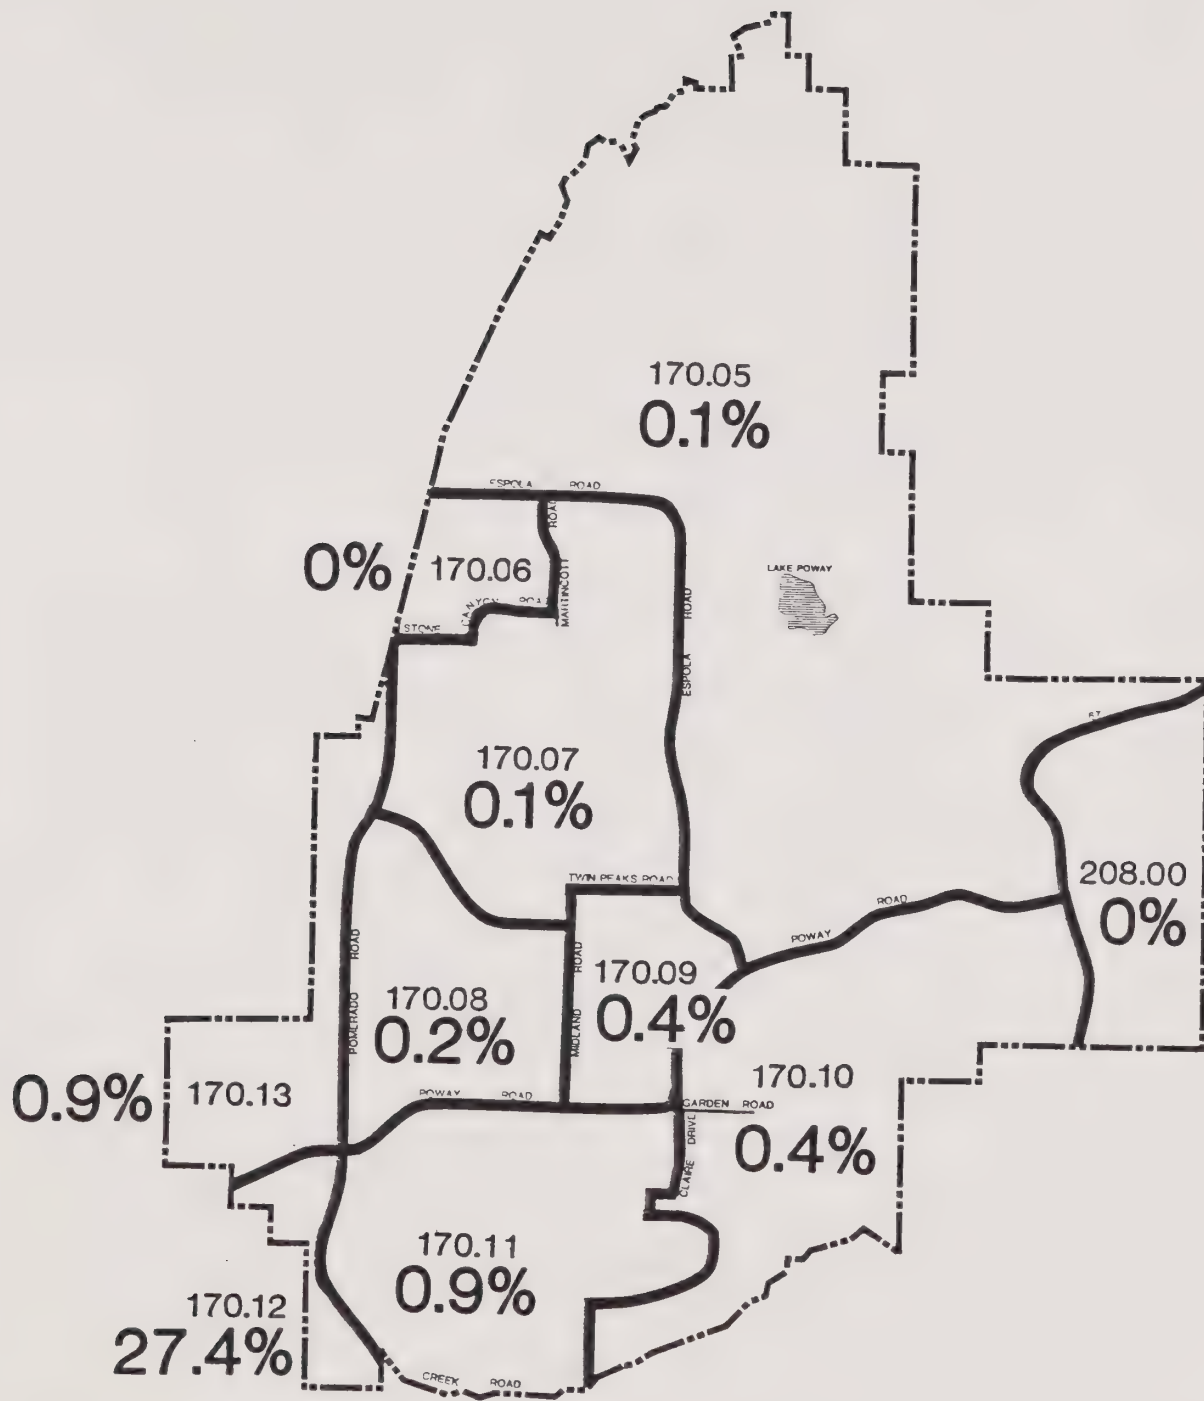 170.05
0.1%
ESPOLA ROAD
ROAD
MARTINCOTT
0%
170.06
CANYON ROAD
STONE
LAKE POWAY
ESPOLA ROAD
67
170.07
0.1%
TWIN PEAKS ROAD
208.00
0%
POWAY ROAD
POMERADO ROAD
MIDLAND ROAD
170.09
0.4%
170.08
0.2%
170.10
0.4%
0.9%
170.13
POWAY ROAD
GARDEN ROAD
CLAIRE DRIVE
170.11
0.9%
170.12
27.4%
CREEK ROAD